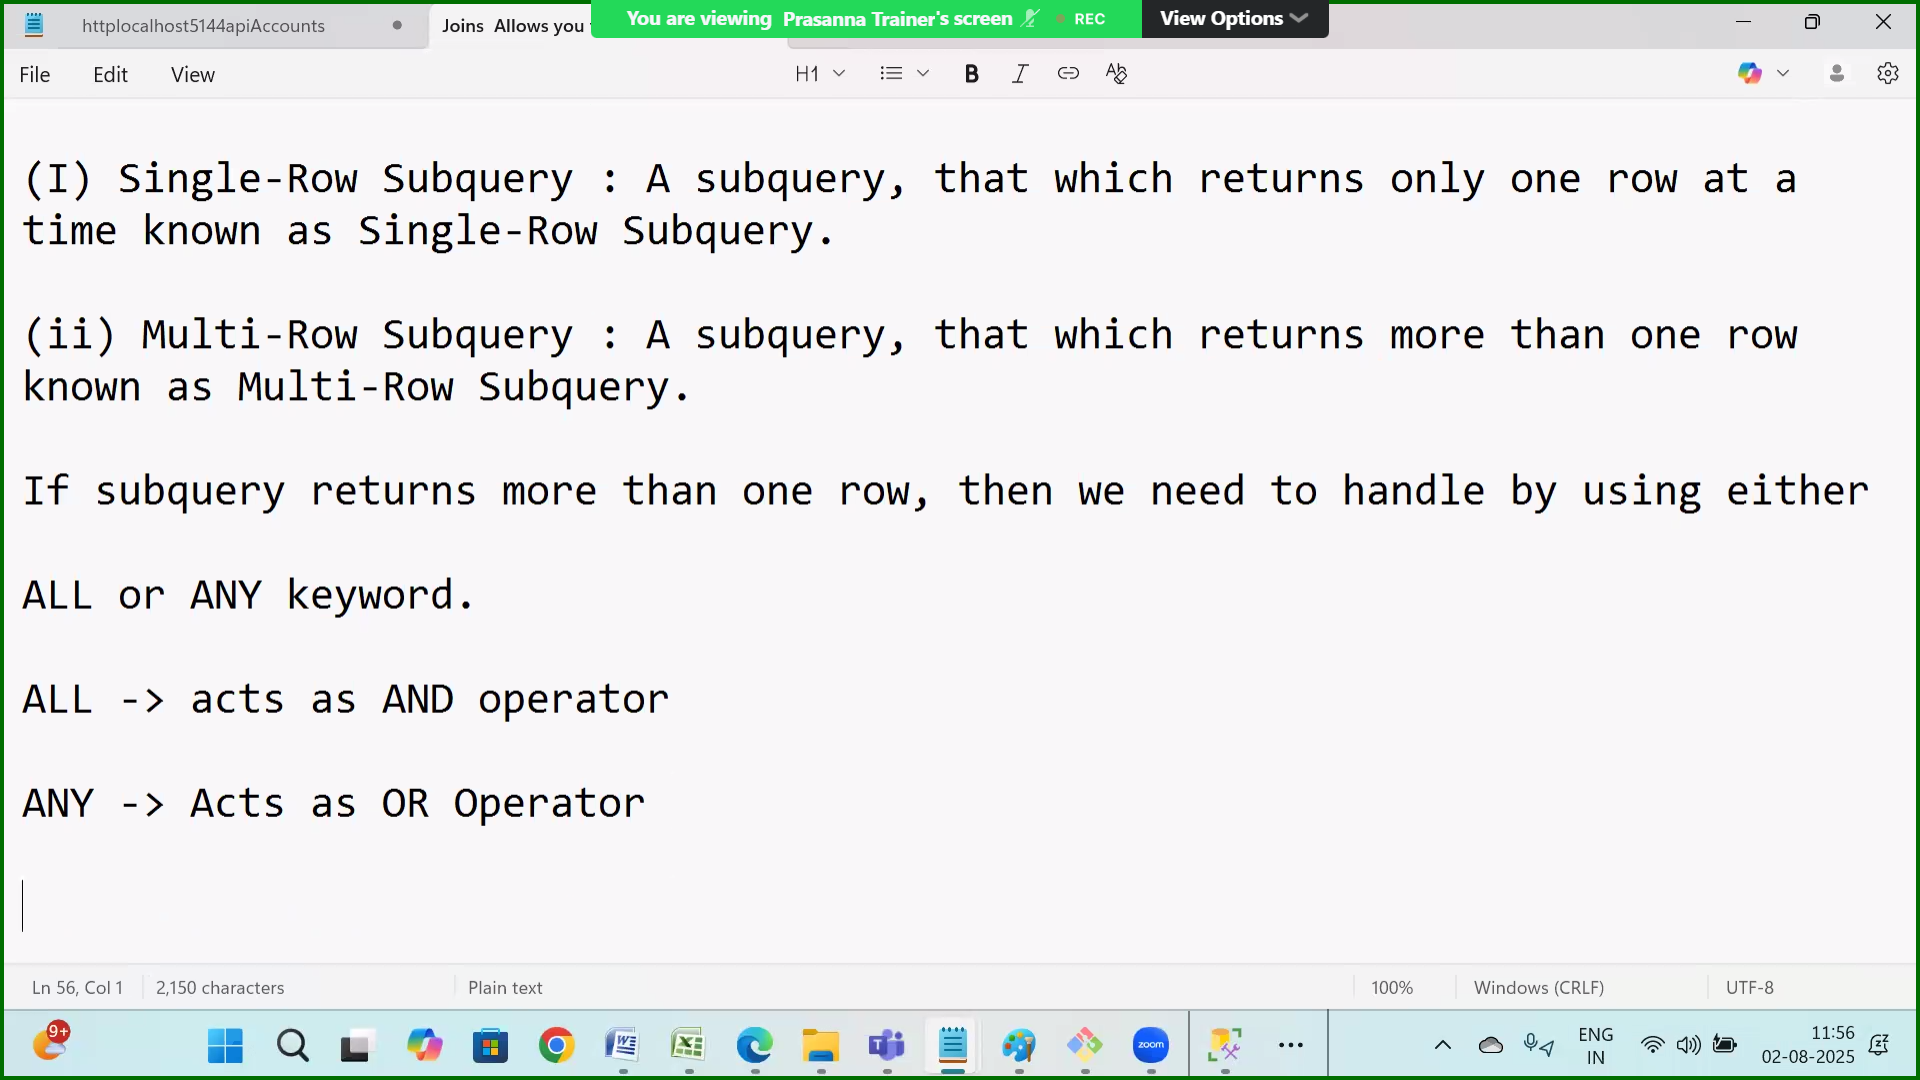 httplocalhost5144apiAccounts
Joins Allows you
You are viewing Prasanna Trainer's screen
REC
View Options
File Edit View
H1
(I) Single-Row Subquery : A subquery, that which returns only one row at a
time known as Single-Row Subquery.
(ii) Multi-Row Subquery : A subquery, that which returns more than one row
known as Multi-Row Subquery.
If subquery returns more than one row, then we need to handle by using either
ALL or ANY keyword.
ALL -> acts as AND operator
ANY -> Acts as OR Operator
Ln 56, Col 1 2,150 characters Plain text 100% Windows (CRLF) UTF-8
9+
zoom
ENG
IN
11:56
02-08-2025